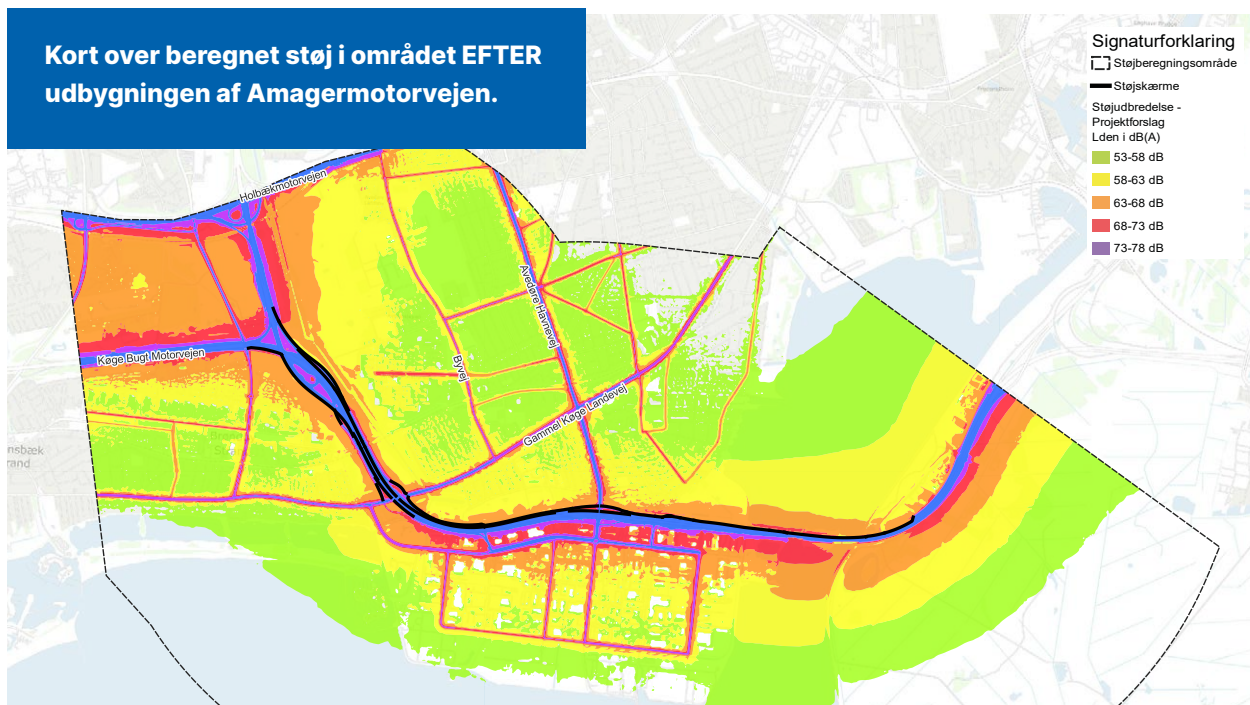 Kort over beregnet støj i området EFTER
udbygningen af Amagermotorvejen.
Signaturforklaring
Støjberegningsområde
Støjskærme
Støjudbredelse -
Projektforslag
Lden i dB(A)
53-58 dB
58-63 dB
63-68 dB
68-73 dB
73-78 dB
Holbækmotorvejen
Avedøre Havnevej
Køge Bugt Motorvejen
Byvej
Gammel Køge Landevej
nsbæk
rand